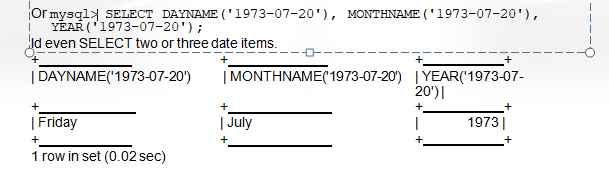 Or mysql> SELECT DAYNAME('1973-07-20'), MONTHNAME('1973-07-20'),
YEAR('1973-07-20');
ld even SELECT two or three date items.
+ + + +
| DAYNAME('1973-07-20') | MONTHNAME('1973-07-20') | YEAR('1973-07-
20') |
+ + + +
| Friday | July | 1973 |
+ + + +
1 row in set (0.02 sec)